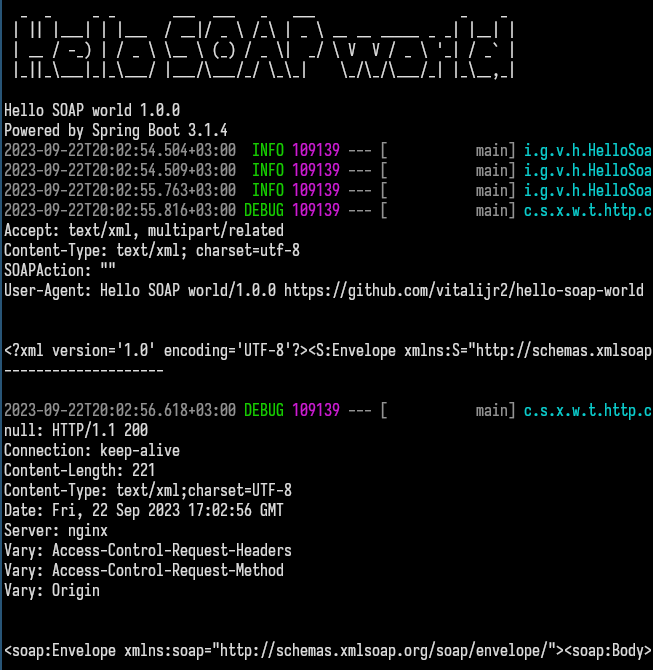 Hello SOAP world
Hello SOAP world 1.0.0
Powered by Spring Boot 3.1.4
2023-09-22T20:02:54.504+03:00  INFO 109139 --- [           main] i.g.v.h.HelloSoa
2023-09-22T20:02:54.509+03:00  INFO 109139 --- [           main] i.g.v.h.HelloSoa
2023-09-22T20:02:55.763+03:00  INFO 109139 --- [           main] i.g.v.h.HelloSoa
2023-09-22T20:02:55.816+03:00 DEBUG 109139 --- [           main] c.s.x.w.t.http.c
Accept: text/xml, multipart/related
Content-Type: text/xml; charset=utf-8
SOAPAction: ""
User-Agent: Hello SOAP world/1.0.0 https://github.com/vitalijr2/hello-soap-world
<?xml version='1.0' encoding='UTF-8'?><S:Envelope xmlns:S="http://schemas.xmlsoap
--------------------
2023-09-22T20:02:56.618+03:00 DEBUG 109139 --- [           main] c.s.x.w.t.http.c
null: HTTP/1.1 200
Connection: keep-alive
Content-Length: 221
Content-Type: text/xml;charset=UTF-8
Date: Fri, 22 Sep 2023 17:02:56 GMT
Server: nginx
Vary: Access-Control-Request-Headers
Vary: Access-Control-Request-Method
Vary: Origin
<soap:Envelope xmlns:soap="http://schemas.xmlsoap.org/soap/envelope/"><soap:Body>